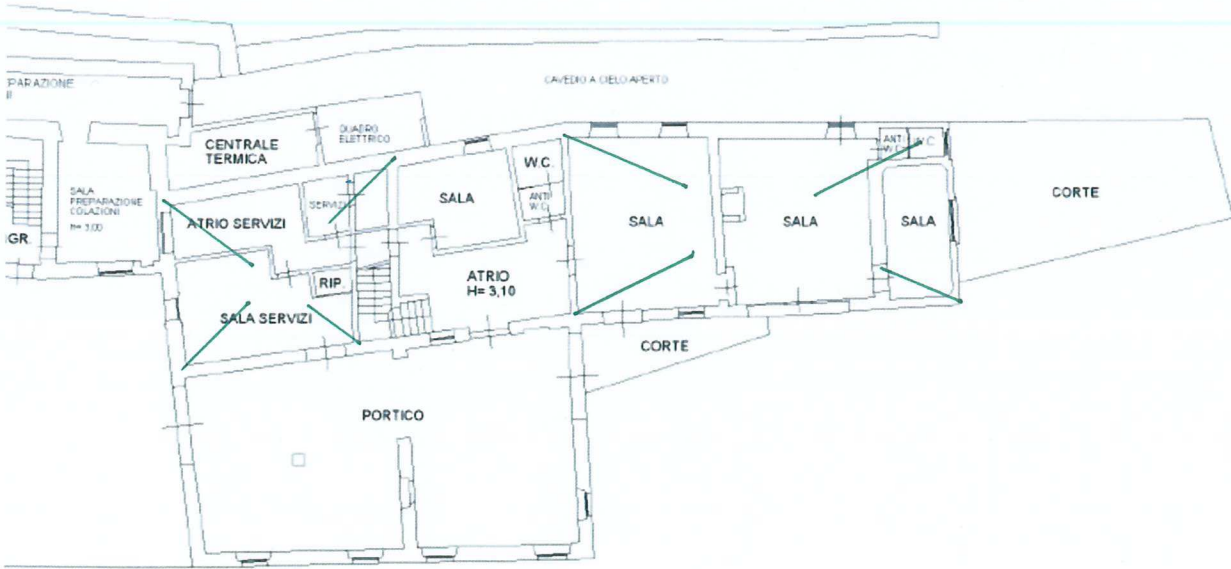 PARAZIONE
CAVEDIO A CIELO APERTO
QUADRO
ELETTRICO
CENTRALE
TERMICA
ANTI
W.C.
W.C.
W.C.
SALA
PREPARAZIONE
COLAZIONI
H= 3,00
SERVIZI
SALA
ANTI
W.C.
CORTE
ATRIO SERVIZI
SALA
SALA
SALA
IGR.
ATRIO
H= 3,10
RIP.
SALA SERVIZI
CORTE
PORTICO